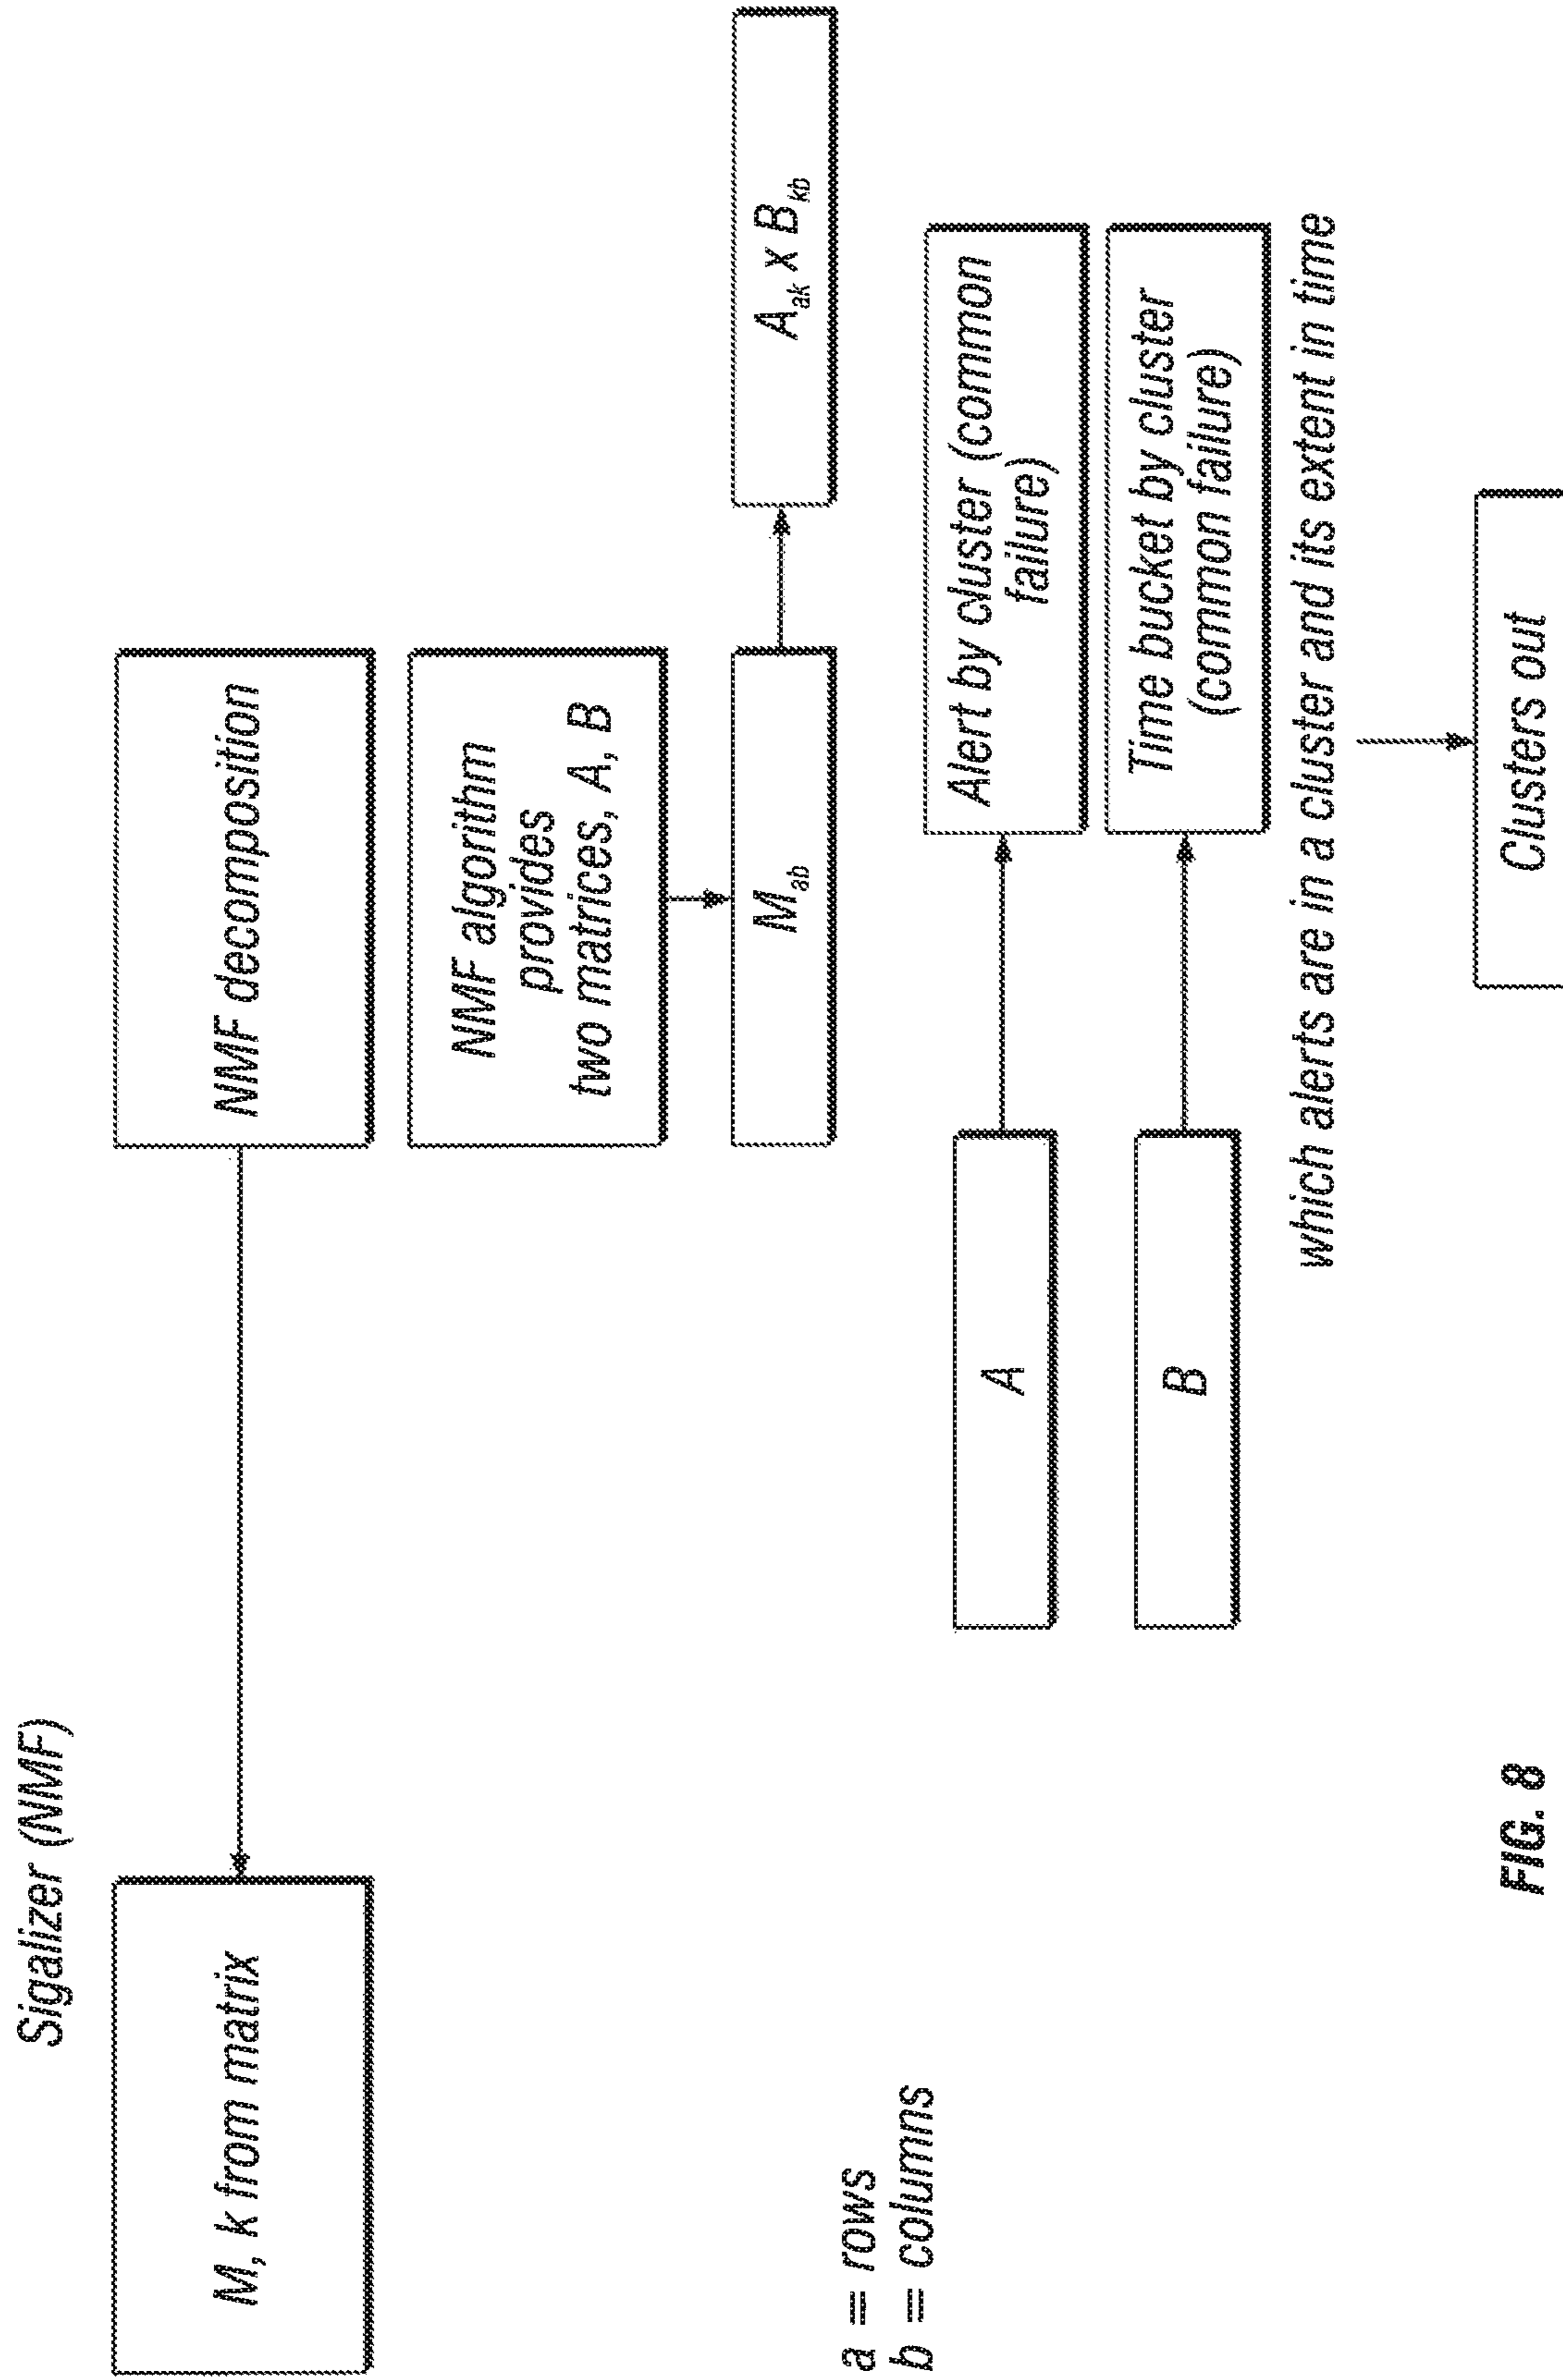 Sigalizer (NMF)
M, k from matrix
NMF decomposition
NMF algorithm
provides
two matrices, A, B
M_ab
A_ak x B_kb
a = rows
b = columns
A
Alert by cluster (common
failure)
B
Time bucket by cluster
(common failure)
which alerts are in a cluster and its extent in time
Clusters out
FIG. 8